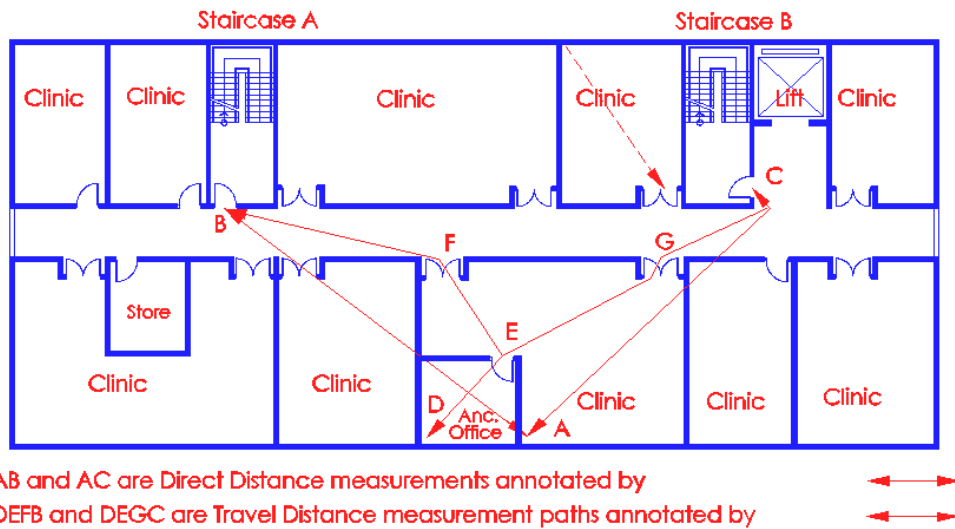 Staircase A
Staircase B
Clinic
Clinic
Clinic
Clinic
Lift
Clinic
C
B
F
G
Store
E
Clinic
Clinic
D
Anc.
Office
A
Clinic
Clinic
Clinic
AB and AC are Direct Distance measurements annotated by
DEFB and DEGC are Travel Distance measurement paths annotated by